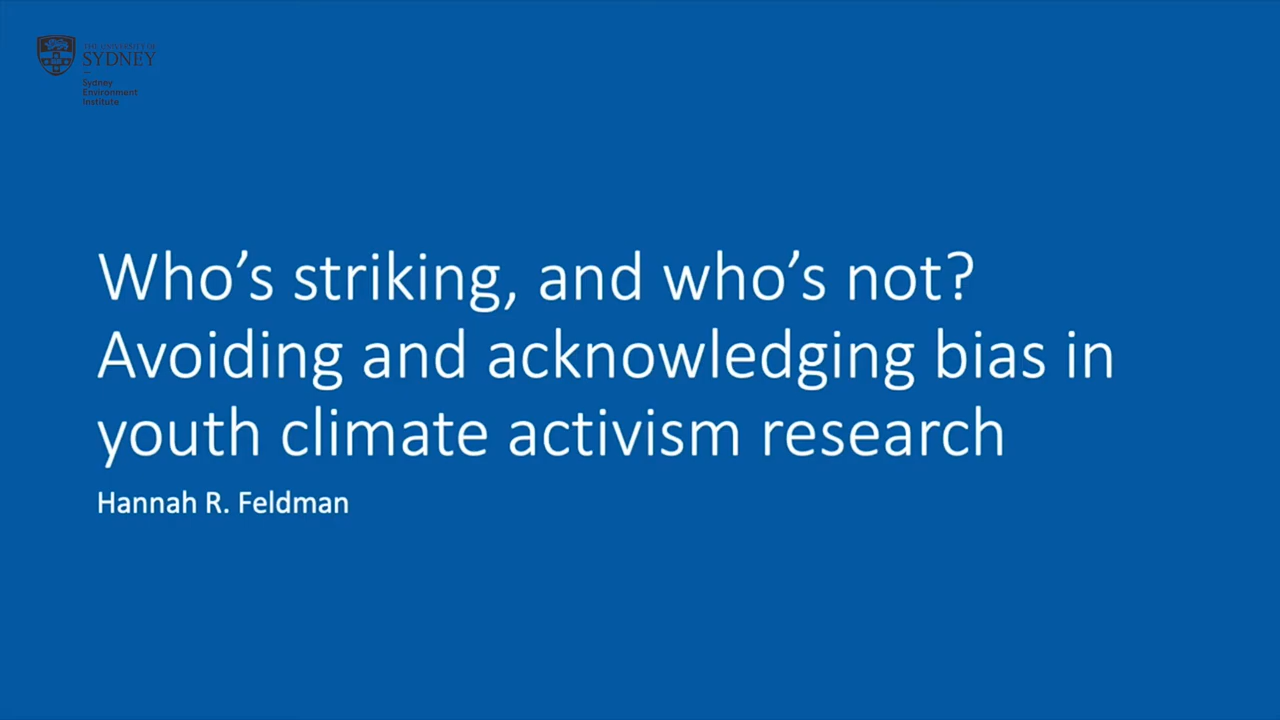 THE UNIVERSITY OF
SYDNEY
Sydney
Environment
Institute
Who's striking, and who's not?
Avoiding and acknowledging bias in
youth climate activism research
Hannah R. Feldman